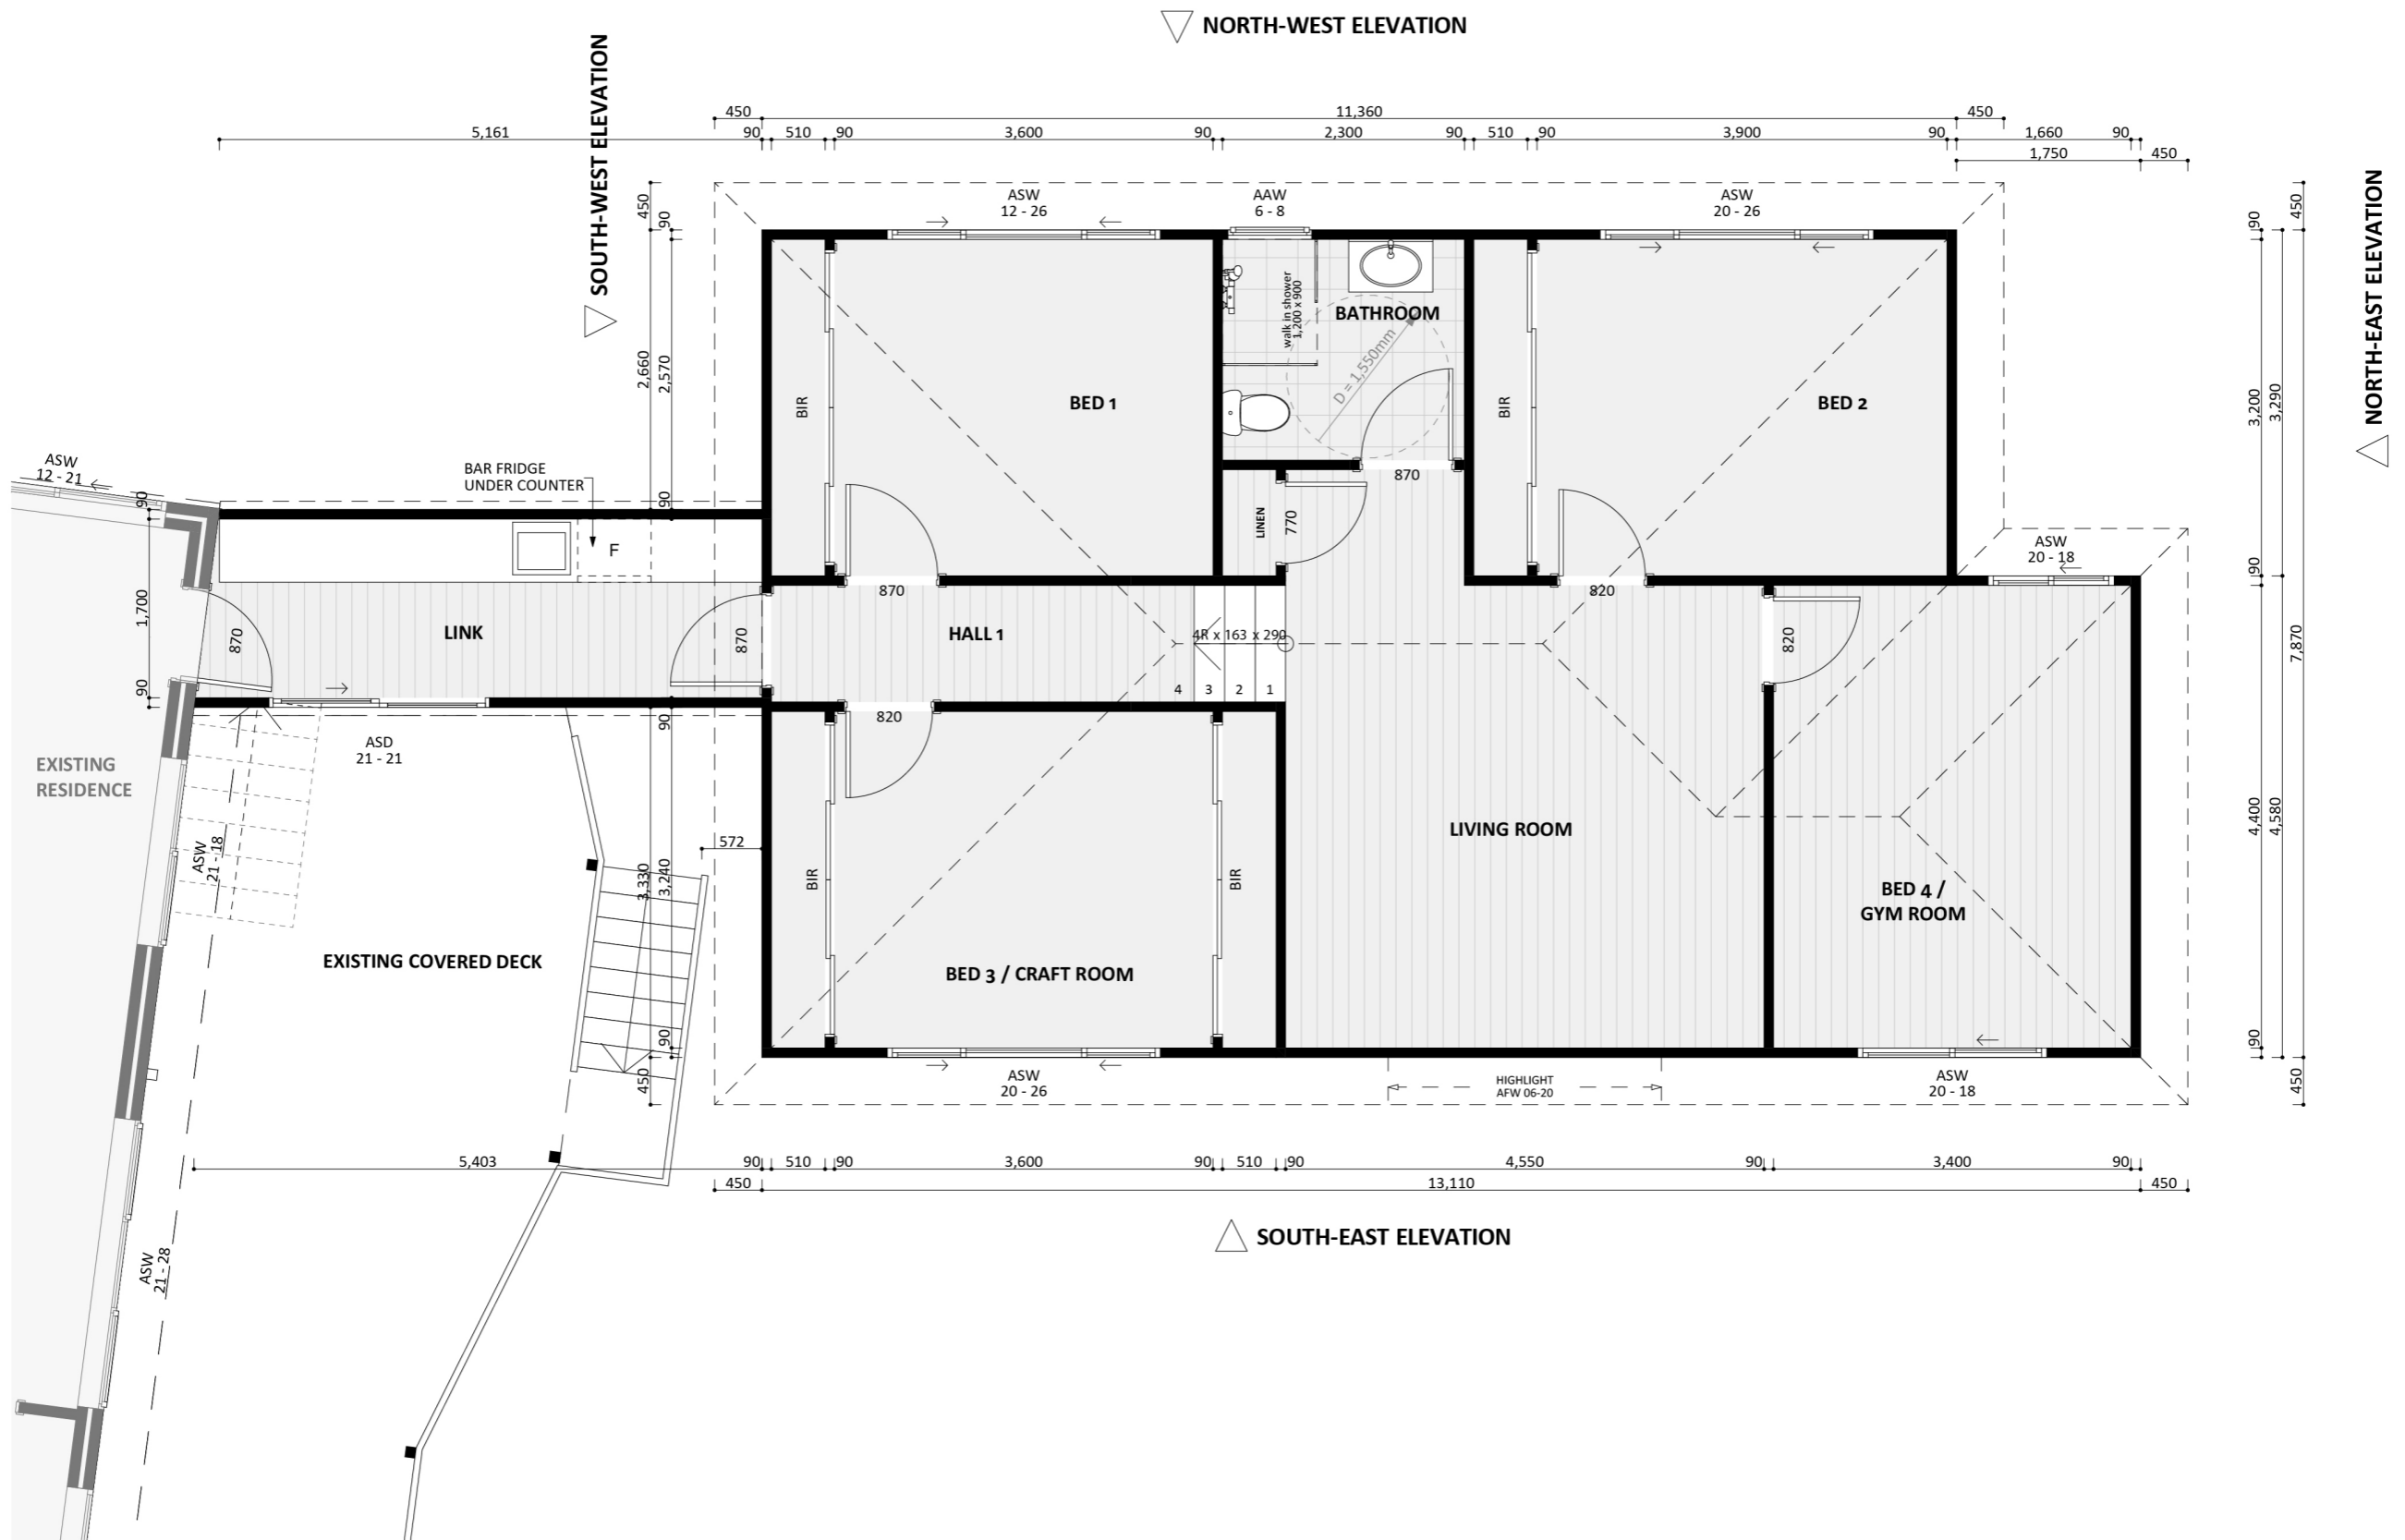 NORTH-WEST ELEVATION
SOUTH-WEST ELEVATION
NORTH-EAST ELEVATION
450
11,360
450
5,161
90
510
90
3,600
90
2,300
90
510
90
3,900
90
1,660
90
1,750
450
450
90
2,660
2,570
90
ASW
12 - 26
AAW
6 - 8
ASW
20 - 26
450
90
3,200
3,290
90
7,870
4,400
4,580
90
450
walk in shower
1,200 x 900
BATHROOM
D = 1,550mm
BIR
BED 1
BIR
BED 2
ASW
12 - 21
BAR FRIDGE
UNDER COUNTER
F
870
LINEN
770
ASW
20 - 18
90
1,700
90
870
LINK
870
870
HALL 1
4R x 163 x 290
4
3
2
1
820
820
820
90
ASD
21 - 21
EXISTING
RESIDENCE
ASW
21 - 18
572
3,330
3,240
90
450
BIR
BIR
LIVING ROOM
BED 4 /
GYM ROOM
EXISTING COVERED DECK
BED 3 / CRAFT ROOM
ASW
20 - 26
HIGHLIGHT
AFW 06-20
ASW
20 - 18
5,403
90
510
90
3,600
90
510
90
4,550
90
3,400
90
450
13,110
450
SOUTH-EAST ELEVATION
ASW
21 - 28